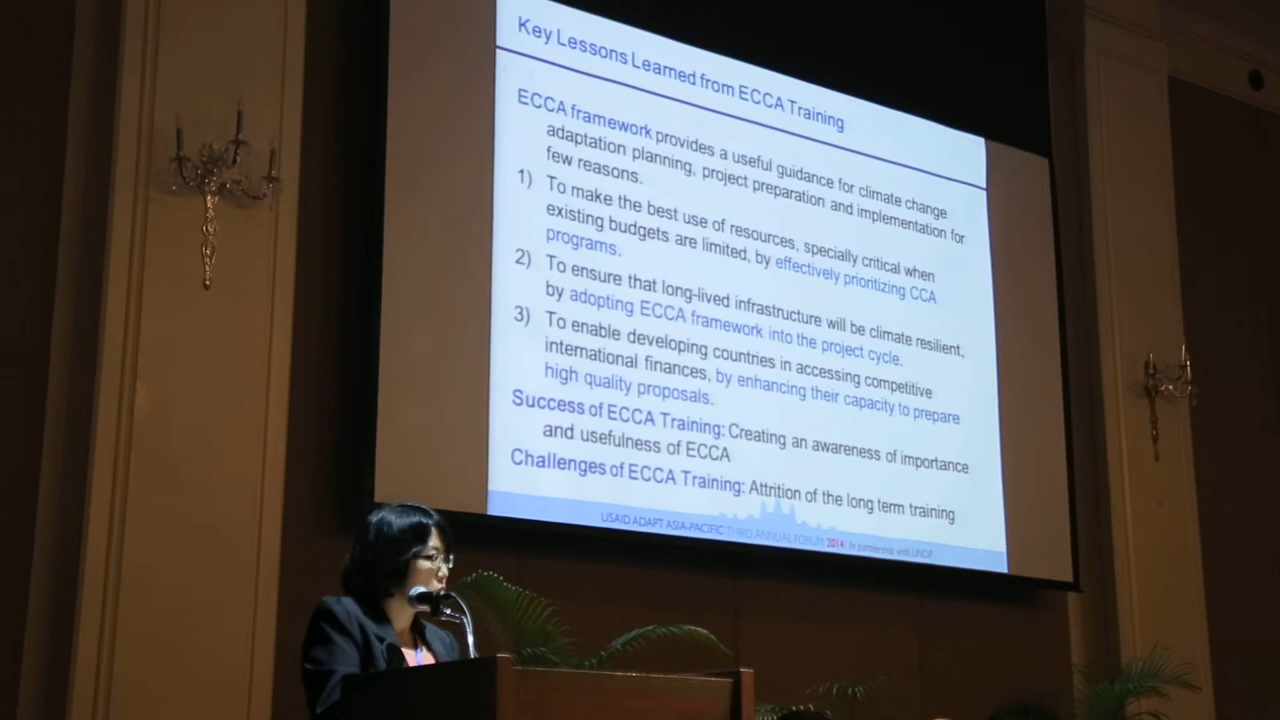 Key Lessons Learned from ECCA Training
ECCA framework provides a useful guidance for climate change
adaptation planning, project preparation and implementation for
few reasons.
1) To make the best use of resources, specially critical when
existing budgets are limited, by effectively prioritizing CCA
programs.
2) To ensure that long-lived infrastructure will be climate resilient,
by adopting ECCA framework into the project cycle.
3) To enable developing countries in accessing competitive
international finances, by enhancing their capacity to prepare
high quality proposals.
Success of ECCA Training: Creating an awareness of importance
and usefulness of ECCA
Challenges of ECCA Training: Attrition of the long term training
USAID ADAPT ASIA-PACIFIC THIRD ANNUAL FORUM 2014 In partnership with UNDP